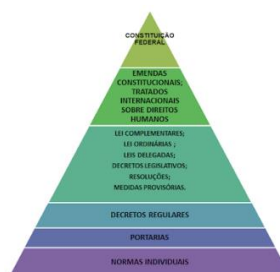 CONSTITUIÇÃO
FEDERAL
EMENDAS
CONSTITUCIONAIS;
TRATADOS
INTERNACIONAIS
SOBRE DIREITOS
HUMANOS
LEI COMPLEMENTARES;
LEI ORDINÁRIAS ;
LEIS DELEGADAS;
DECRETOS LEGISLATIVOS;
RESOLUÇÕES;
MEDIDAS PROVISÓRIAS.
DECRETOS REGULARES
PORTARIAS
NORMAS INDIVIDUAIS